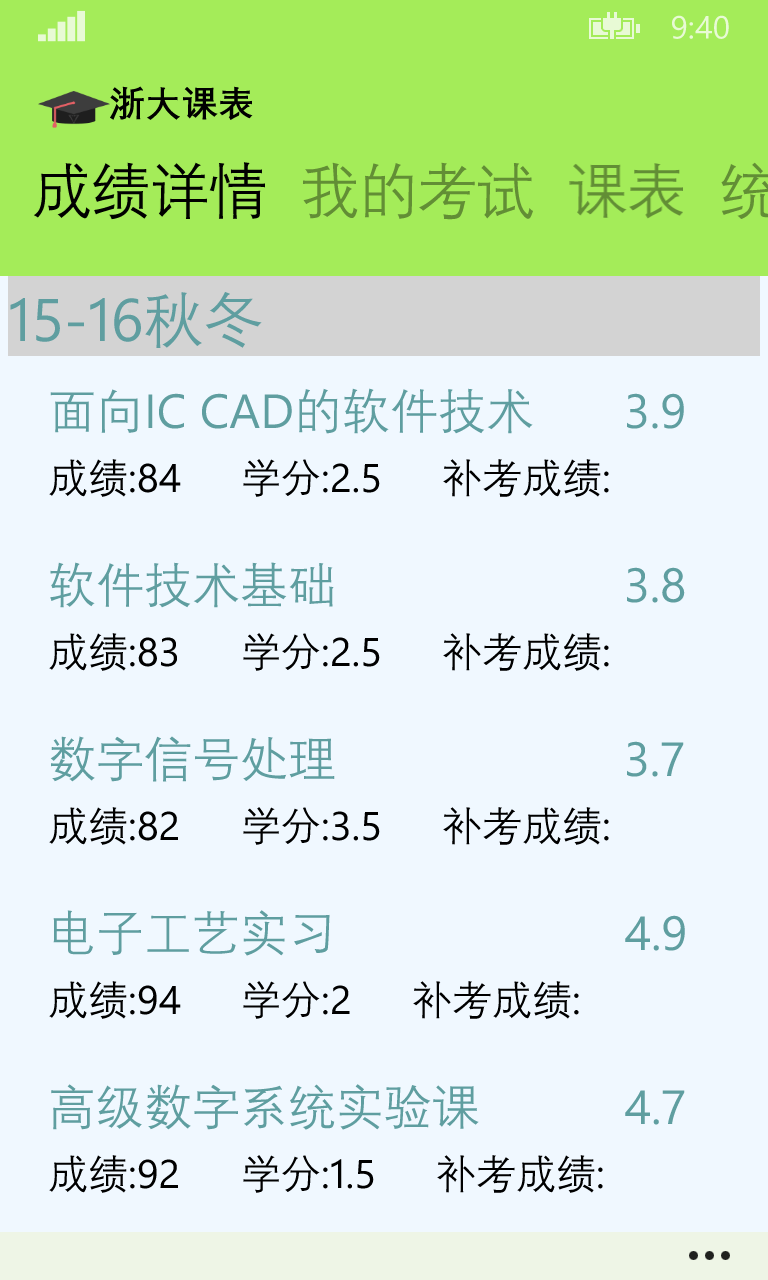 9:40
浙大课表
成绩详情 我的考试 课表 统
15-16秋冬
面向IC CAD的软件技术 3.9
成绩:84 学分:2.5 补考成绩:
软件技术基础 3.8
成绩:83 学分:2.5 补考成绩:
数字信号处理 3.7
成绩:82 学分:3.5 补考成绩:
电子工艺实习 4.9
成绩:94 学分:2 补考成绩:
高级数字系统实验课 4.7
成绩:92 学分:1.5 补考成绩: